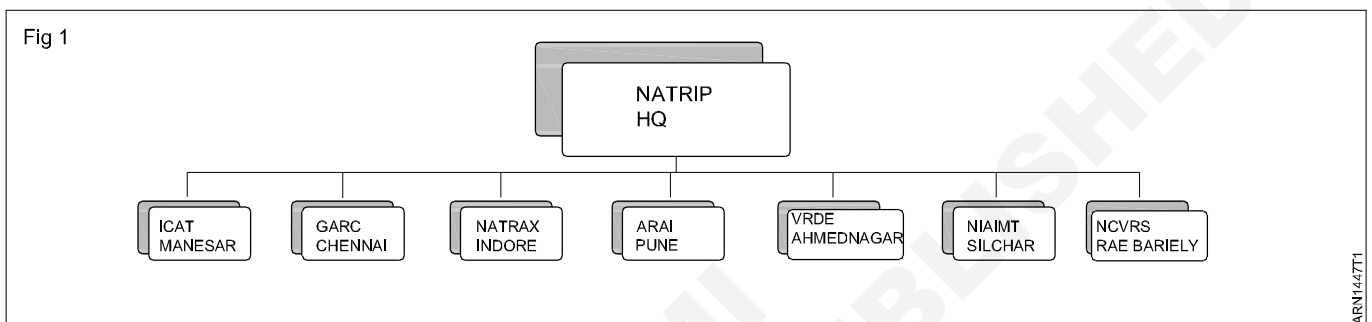 Fig 1
NATRIP
HQ
ICAT
MANESAR
GARC
CHENNAI
NATRAX
INDORE
ARAI
PUNE
VRDE
AHMEDNAGAR
NIAIMT
SILCHAR
NCVRS
RAE BARIELY
ARN1447T1